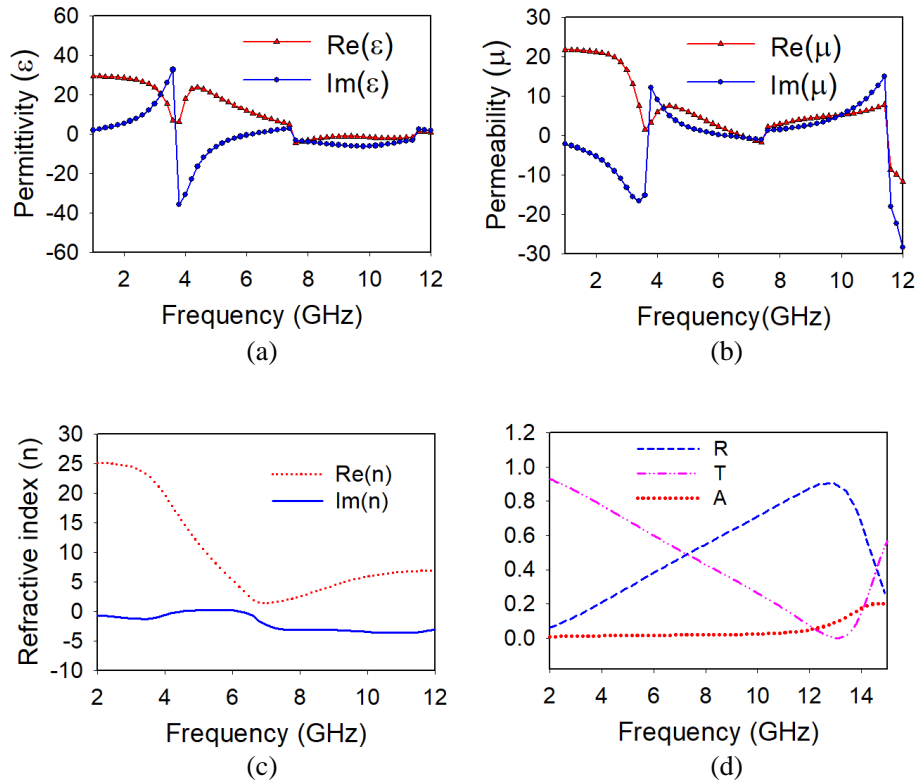 Permittivity (ε)
60
40
20
0
-20
-40
-60
Re(ε)
Im(ε)
2 4 6 8 10 12
Frequency (GHz)
(a)
Permeability (μ)
30
20
10
0
-10
-20
-30
Re(μ)
Im(μ)
2 4 6 8 10 12
Frequency(GHz)
(b)
Refractive index (n)
30
25
20
15
10
5
0
-5
-10
Re(n)
Im(n)
2 4 6 8 10 12
Frequency (GHz)
(c)
1.2
1.0
0.8
0.6
0.4
0.2
0.0
R
T
A
2 4 6 8 10 12 14
Frequency (GHz)
(d)